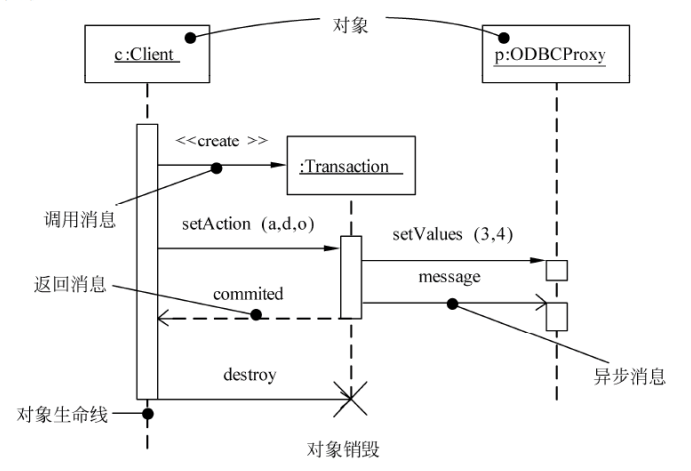 对象
c:Client
p:ODBCProxy
<<create >>
:Transaction
调用消息
setAction (a,d,o)
setValues (3,4)
返回消息
commited
message
destroy
异步消息
对象生命线
对象销毁